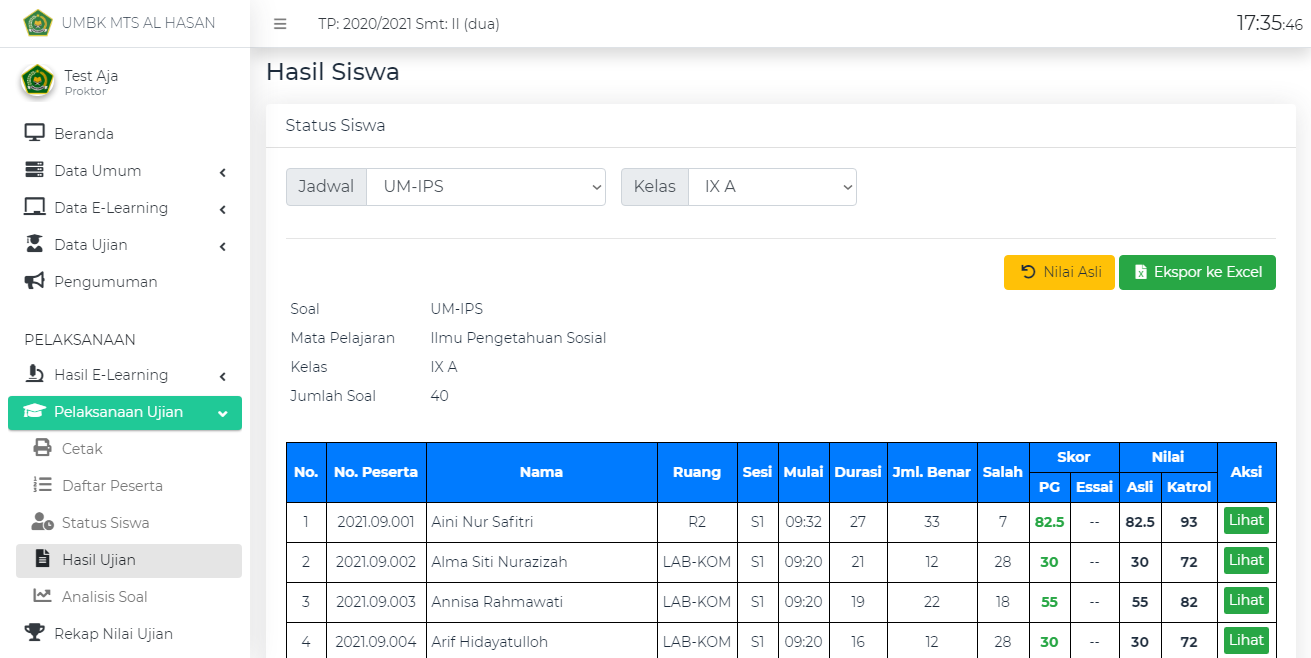 UMBK MTS AL HASAN
TP: 2020/2021 Smt: II (dua)
17:35:46
Test Aja
Proktor
Beranda
Data Umum
Data E-Learning
Data Ujian
Pengumuman
PELAKSANAAN
Hasil E-Learning
Pelaksanaan Ujian
Cetak
Daftar Peserta
Status Siswa
Hasil Ujian
Analisis Soal
Rekap Nilai Ujian
Hasil Siswa
Status Siswa
Jadwal UM-IPS Kelas IX A
Nilai Asli Ekspor ke Excel
Soal UM-IPS
Mata Pelajaran Ilmu Pengetahuan Sosial
Kelas IX A
Jumlah Soal 40
No. No. Peserta Nama Ruang Sesi Mulai Durasi Jml. Benar Salah Skor Nilai Aksi
PG Essai Asli Katrol
1 2021.09.001 Aini Nur Safitri R2 S1 09:32 27 33 7 82.5 -- 82.5 93 Lihat
2 2021.09.002 Alma Siti Nurazizah LAB-KOM S1 09:20 21 12 28 30 -- 30 72 Lihat
3 2021.09.003 Annisa Rahmawati LAB-KOM S1 09:20 19 22 18 55 -- 55 82 Lihat
4 2021.09.004 Arif Hidayatulloh LAB-KOM S1 09:20 16 12 28 30 -- 30 72 Lihat